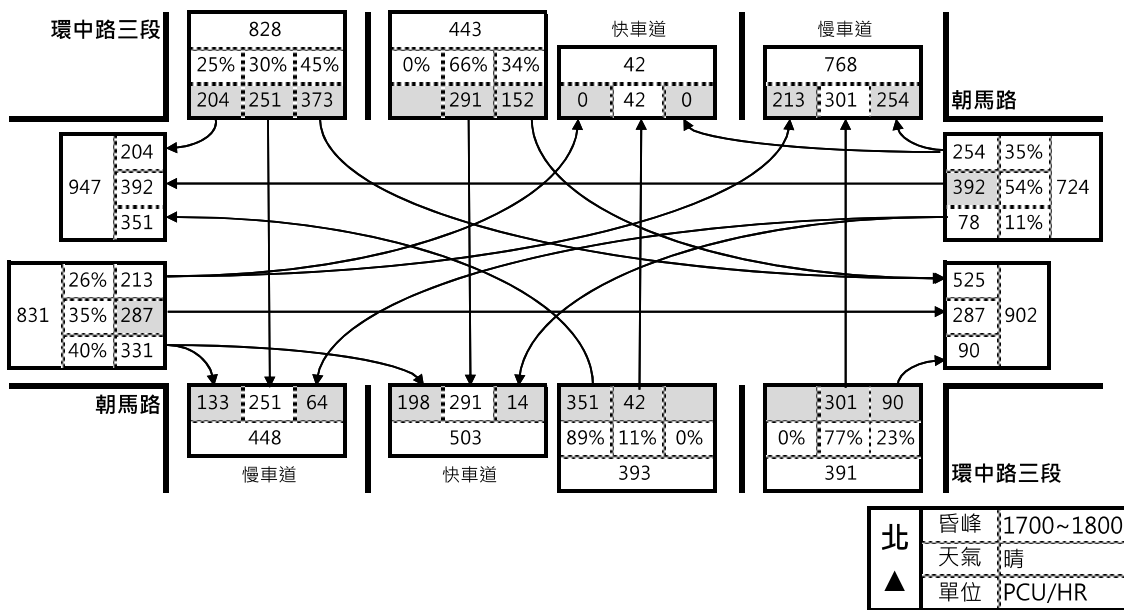 環中路三段
828
443
快車道
慢車道
25% 30% 45%
0% 66% 34%
42
768
204 251 373
291 152
0 42 0
213 301 254
朝馬路
947
204
392
351
254 35%
392 54%
78 11%
724
831
26% 213
35% 287
40% 331
525
287
90
902
朝馬路
133 251 64
198 291 14
351 42
301 90
448
503
89% 11% 0%
0% 77% 23%
慢車道
快車道
393
391
環中路三段
北
▲
昏峰 1700~1800
天氣 晴
單位 PCU/HR